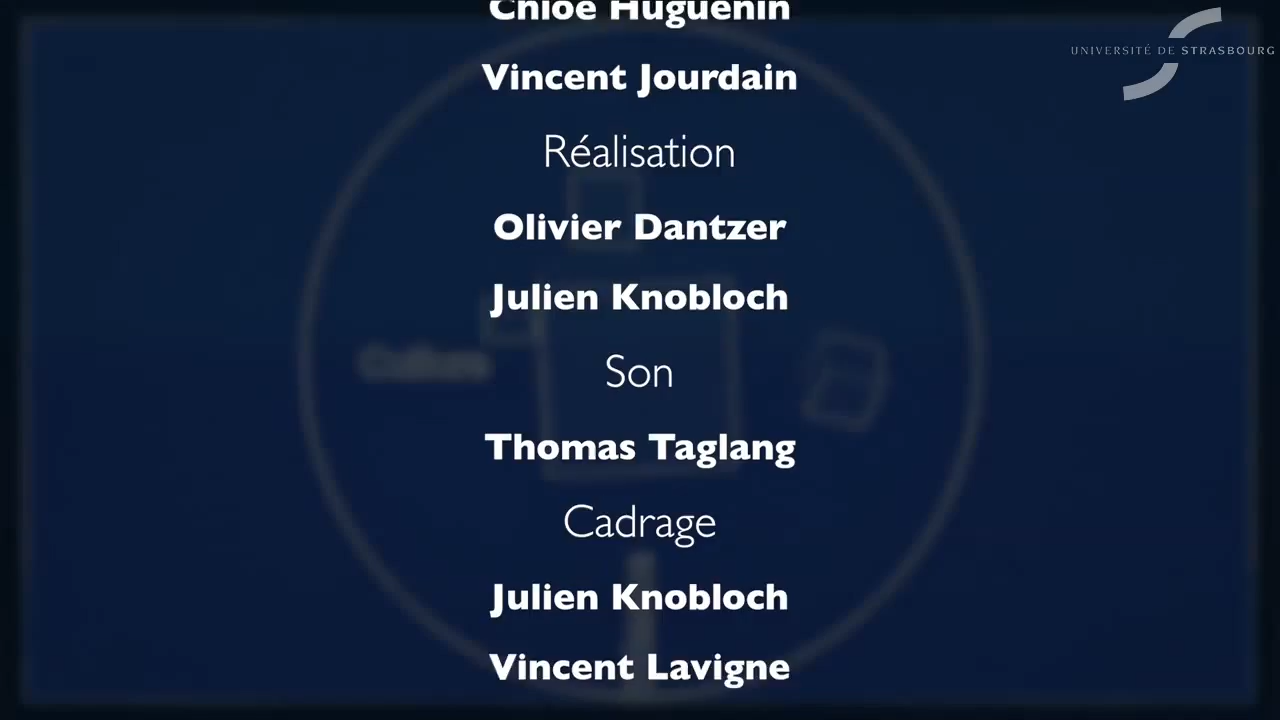 Chloé Huguenin
UNIVERSITÉ DE STRASBOURG
Vincent Jourdain
Réalisation
Olivier Dantzer
Julien Knobloch
Son
Thomas Taglang
Cadrage
Julien Knobloch
Vincent Lavigne